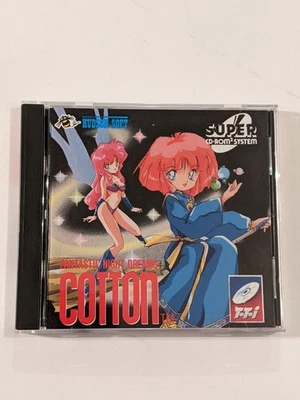 HUDSON SOFT
SUPER
CD-ROM² SYSTEM
FANTASTIC NIGHT DREAMS
COTTON